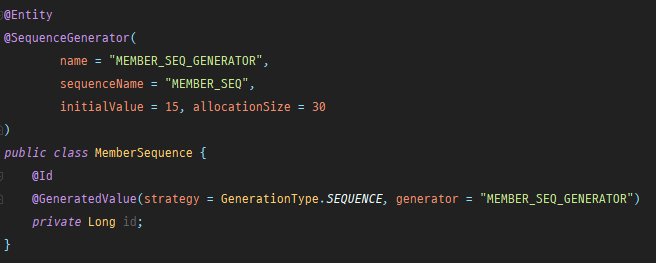 @Entity
@SequenceGenerator(
name = "MEMBER_SEQ_GENERATOR",
sequenceName = "MEMBER_SEQ",
initialValue = 15, allocationSize = 30
)
public class MemberSequence {
@Id
@GeneratedValue(strategy = GenerationType.SEQUENCE, generator = "MEMBER_SEQ_GENERATOR")
private Long id;
}